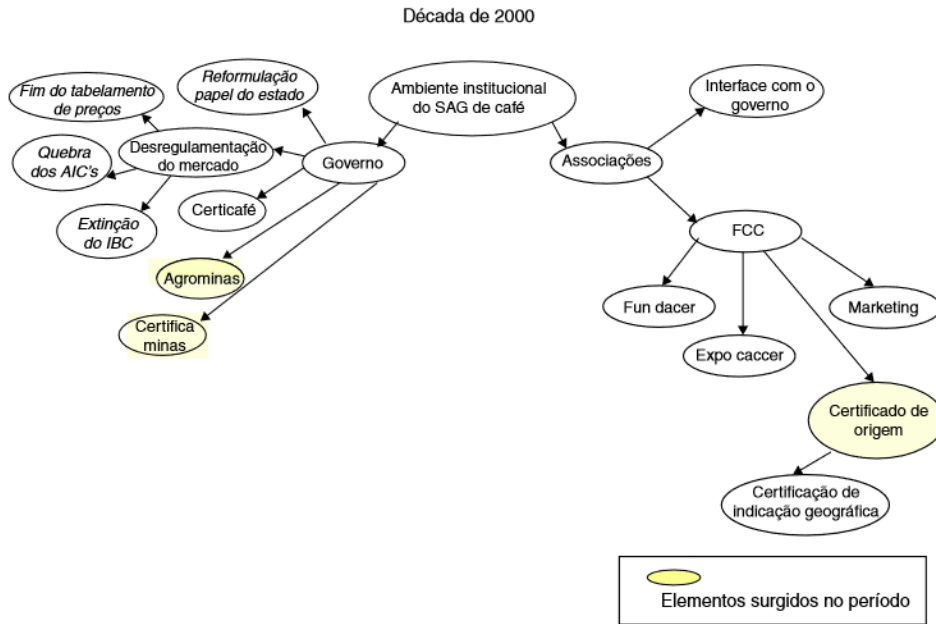 Década de 2000
Ambiente institucional
do SAG de café
Reformulação
papel do estado
Fim do tabelamento
de preços
Desregulamentação
do mercado
Quebra
dos AIC's
Extinção
do IBC
Governo
Certicafé
Agrominas
Certifica
minas
Interface com o
governo
Associações
FCC
Fun dacer
Expo caccer
Marketing
Certificado de
origem
Certificação de
indicação geográfica
Elementos surgidos no período